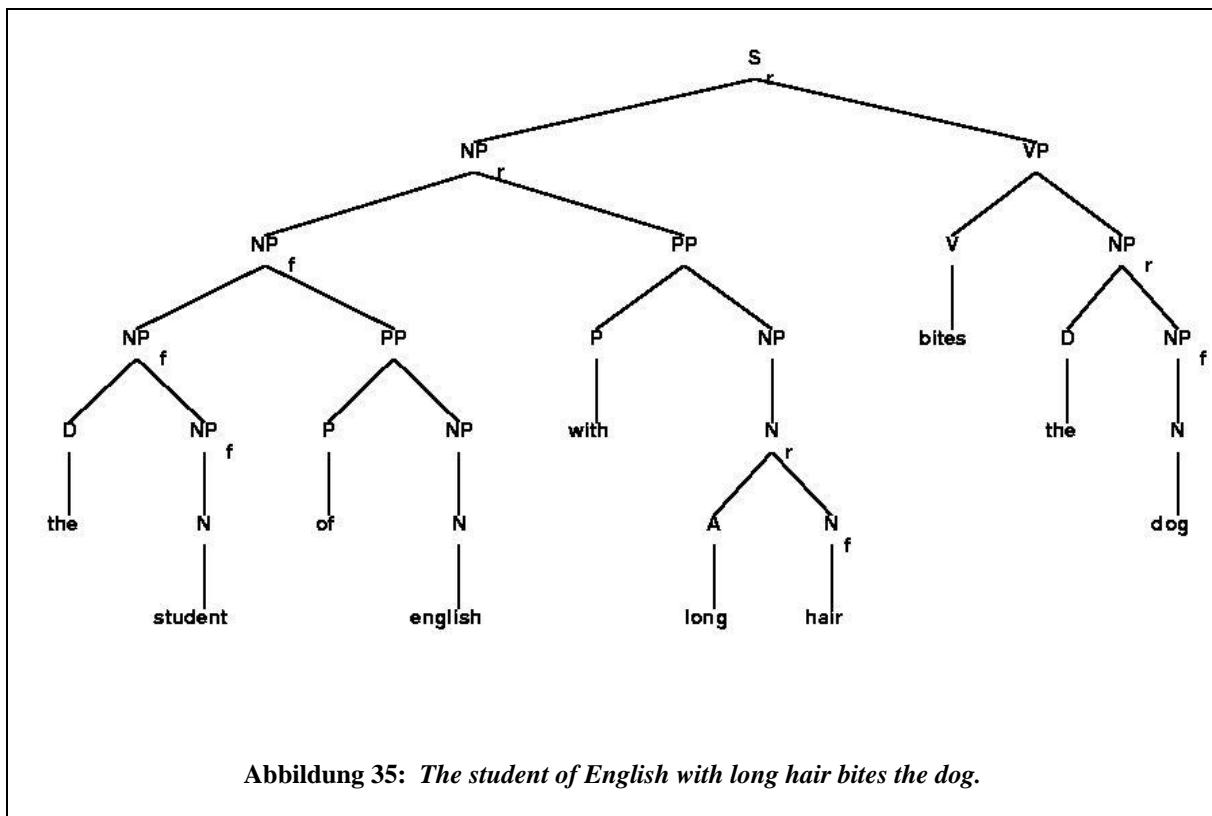 S
r
NP VP
r
NP PP V NP
f r
NP PP P NP bites D NP
f f
D NP P NP with N the N
f r
the N of N A N dog
f
student english long hair
Abbildung 35: The student of English with long hair bites the dog.